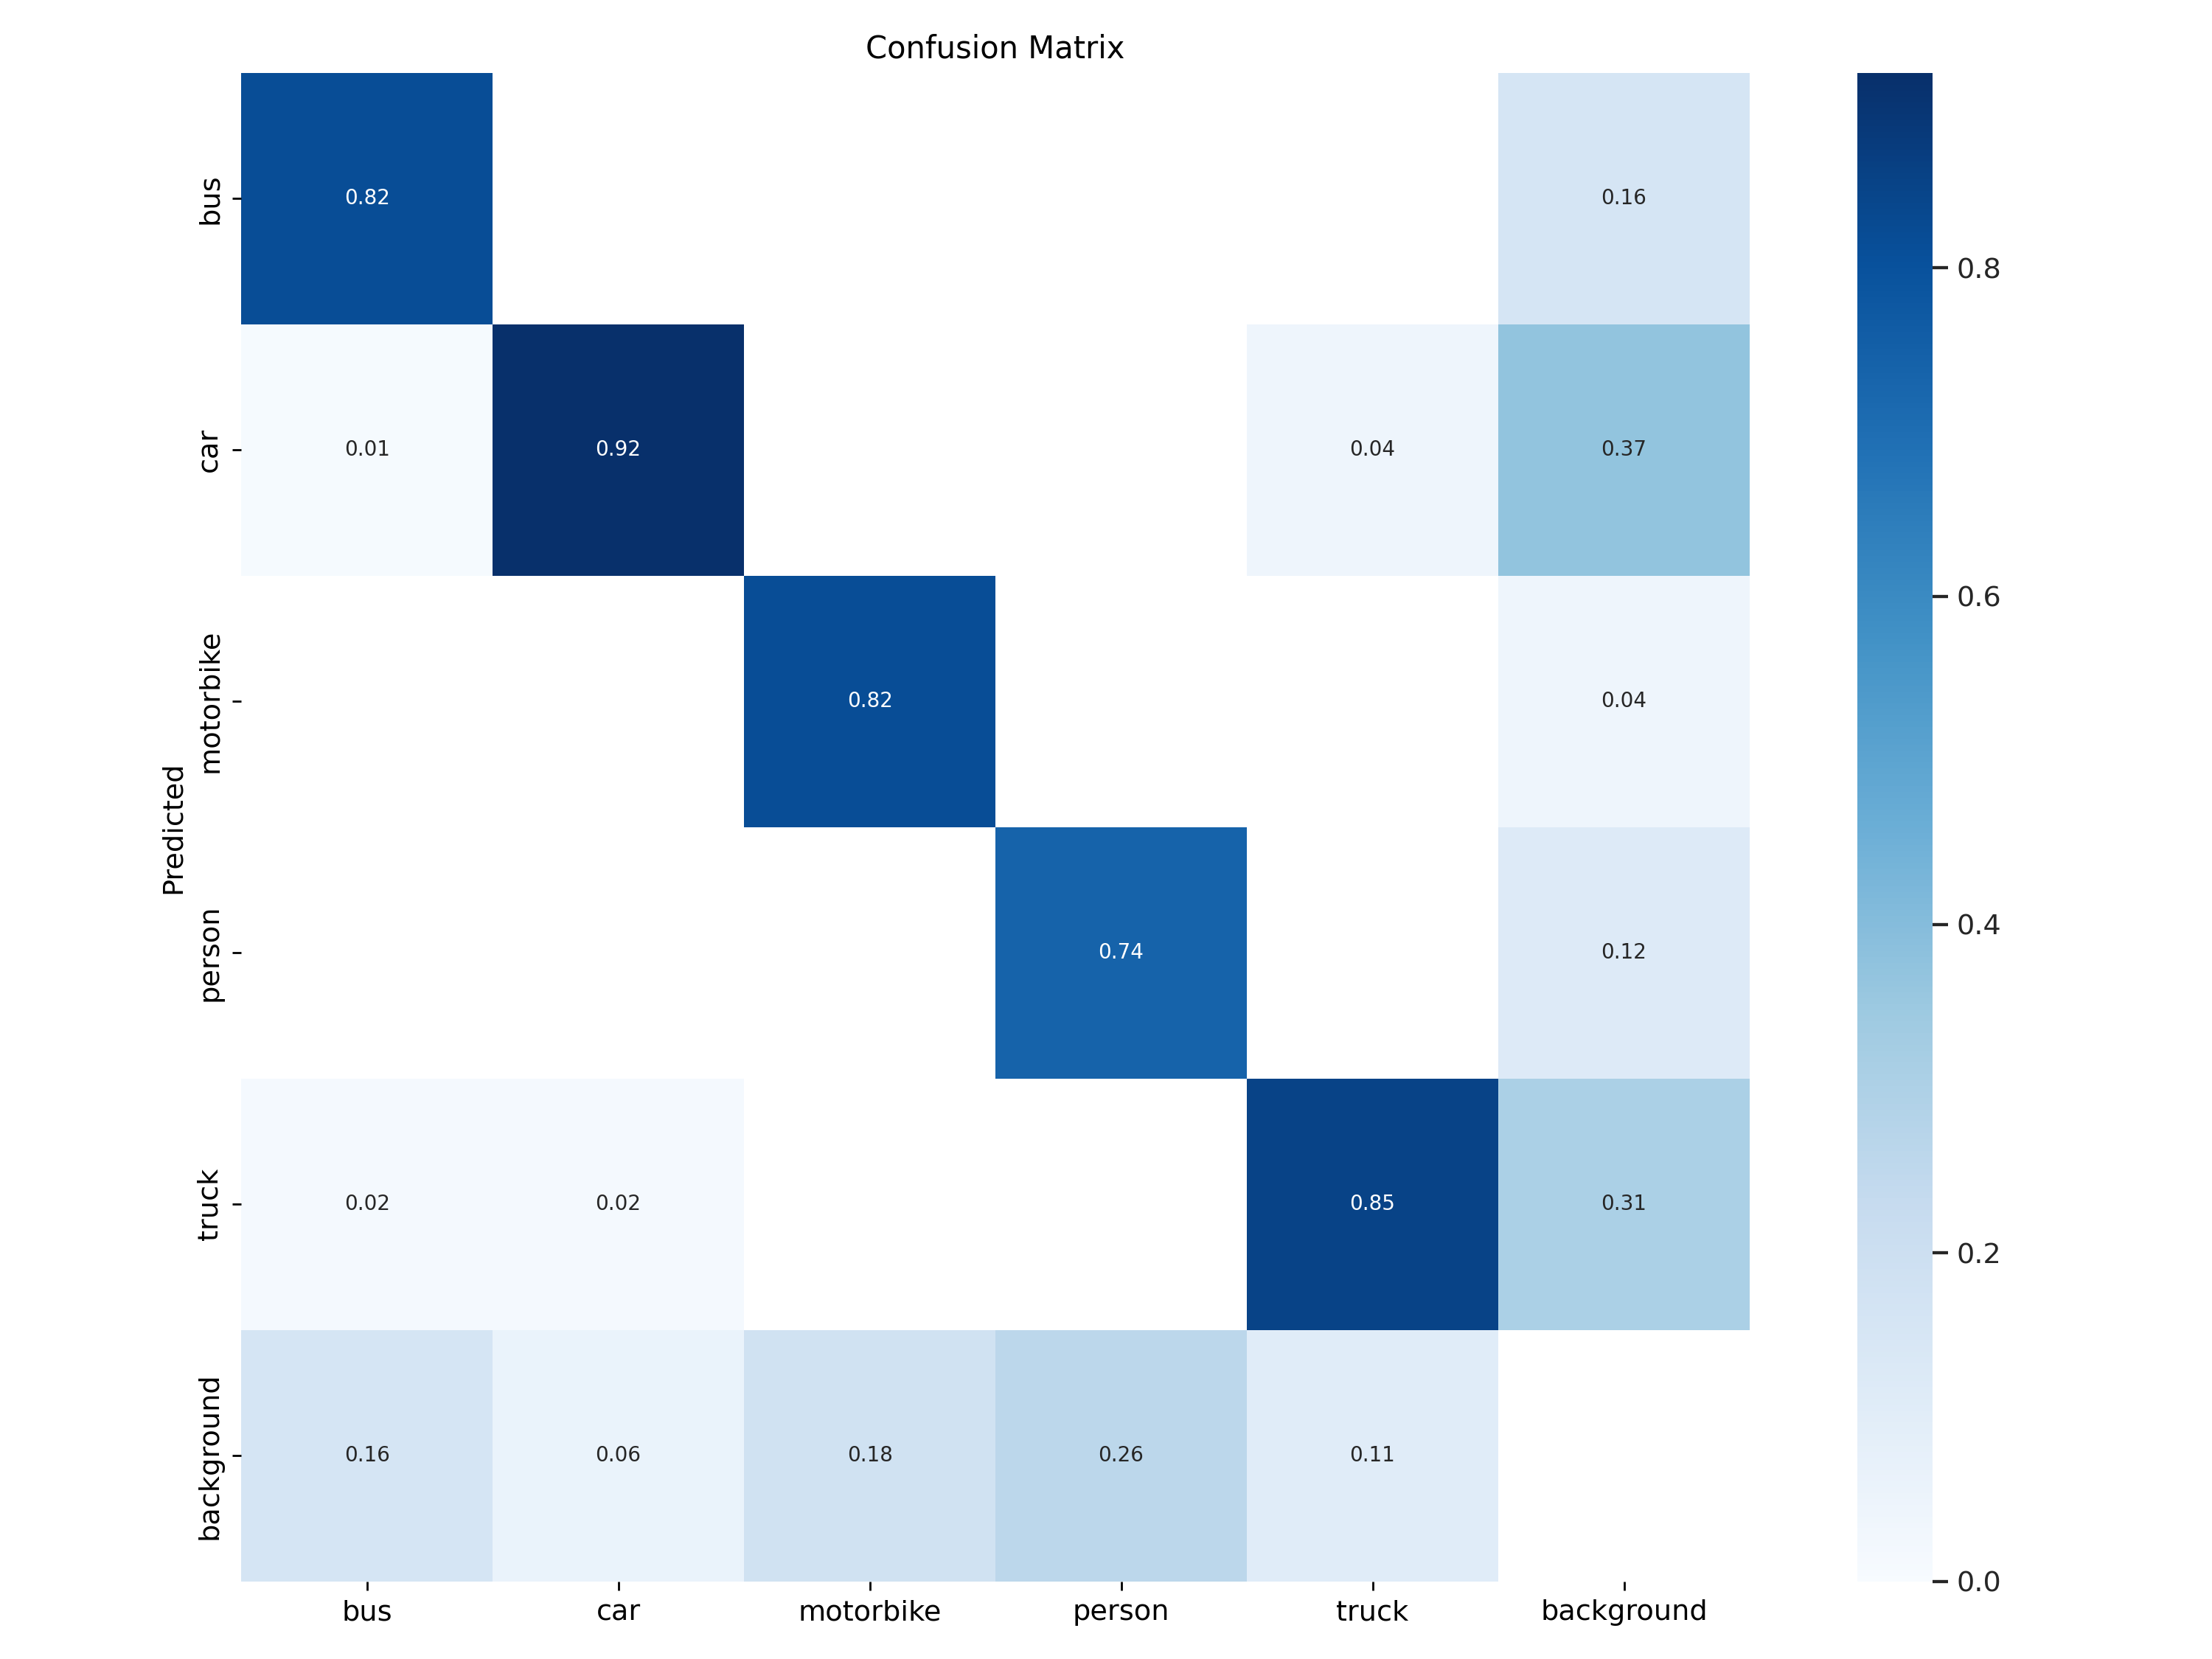 Confusion Matrix
bus
0.82
0.16
0.8
car
0.01
0.92
0.04
0.37
0.6
motorbike
0.82
0.04
Predicted
0.4
person
0.74
0.12
truck
0.02
0.02
0.85
0.31
0.2
background
0.16
0.06
0.18
0.26
0.11
0.0
bus
car
motorbike
person
truck
background